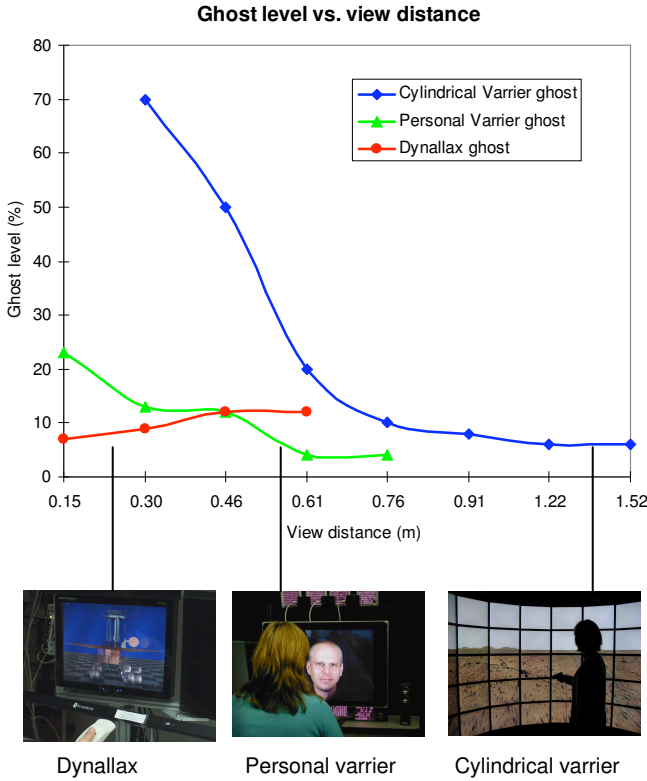 Ghost level vs. view distance
80
70
60
50
40
30
20
10
0
Ghost level (%)
Cylindrical Varrier ghost
Personal Varrier ghost
Dynallax ghost
0.15 0.30 0.46 0.61 0.76 0.91 1.22 1.52
View distance (m)
Dynallax Personal varrier Cylindrical varrier